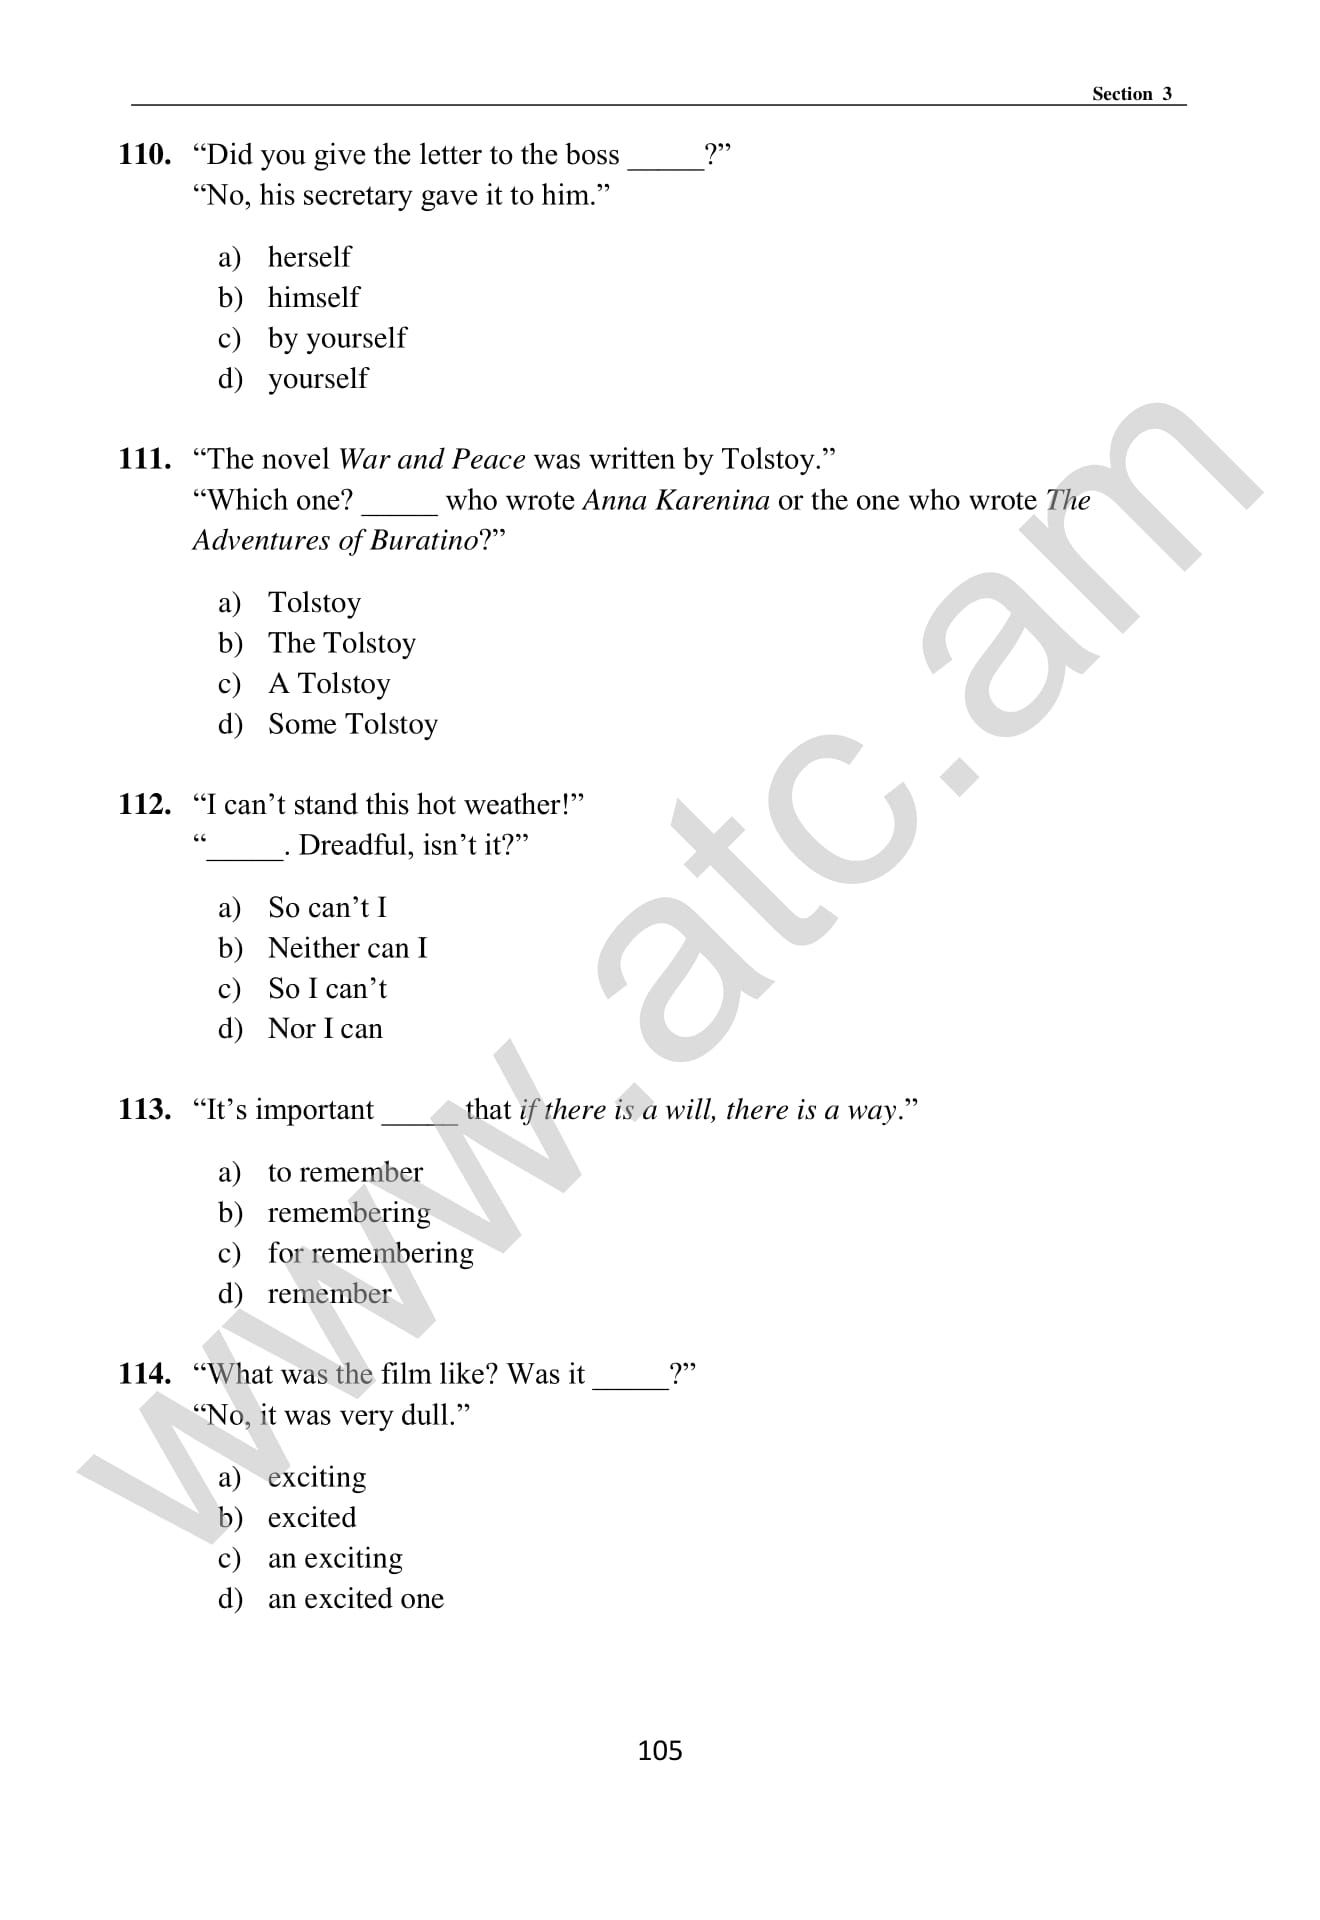 Section 3
110. “Did you give the letter to the boss _____?”
“No, his secretary gave it to him.”
a) herself
b) himself
c) by yourself
d) yourself
111. “The novel War and Peace was written by Tolstoy.”
“Which one? _____ who wrote Anna Karenina or the one who wrote The
Adventures of Buratino?”
a) Tolstoy
b) The Tolstoy
c) A Tolstoy
d) Some Tolstoy
112. “I can’t stand this hot weather!”
“_____. Dreadful, isn’t it?”
a) So can’t I
b) Neither can I
c) So I can’t
d) Nor I can
113. “It’s important _____ that if there is a will, there is a way.”
a) to remember
b) remembering
c) for remembering
d) remember
114. “What was the film like? Was it _____?”
“No, it was very dull.”
a) exciting
b) excited
c) an exciting
d) an excited one
105
www.atc.am